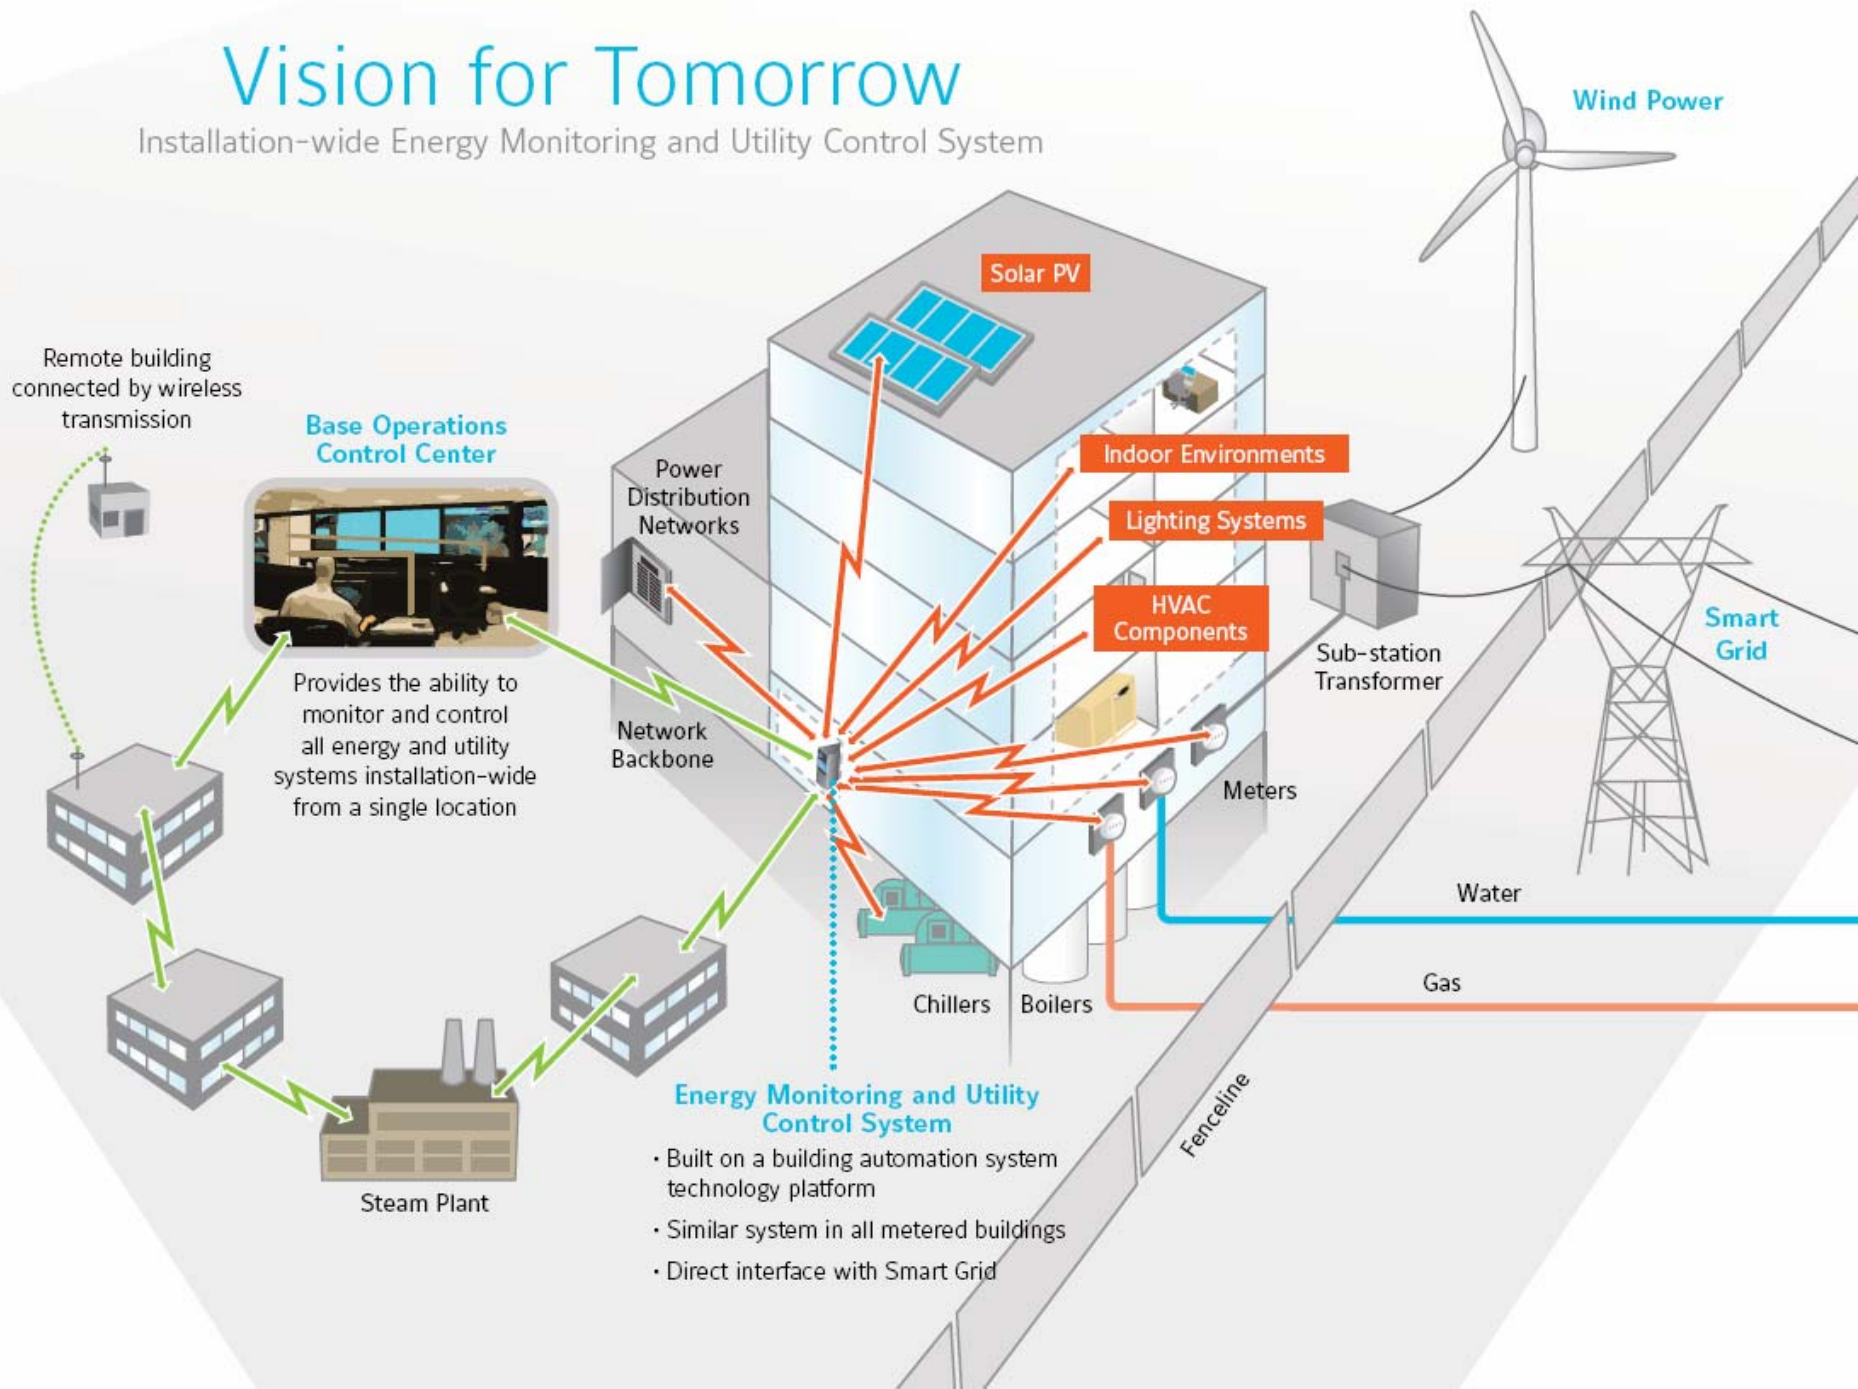 Vision for Tomorrow
Installation-wide Energy Monitoring and Utility Control System
Wind Power
Solar PV
Remote building
connected by wireless
transmission
Base Operations
Control Center
Power
Distribution
Networks
Indoor Environments
Lighting Systems
HVAC
Components
Smart
Grid
Sub-station
Transformer
Provides the ability to
monitor and control
all energy and utility
systems installation-wide
from a single location
Network
Backbone
Meters
Water
Gas
Chillers
Boilers
Fenceline
Energy Monitoring and Utility
Control System
· Built on a building automation system
technology platform
· Similar system in all metered buildings
· Direct interface with Smart Grid
Steam Plant